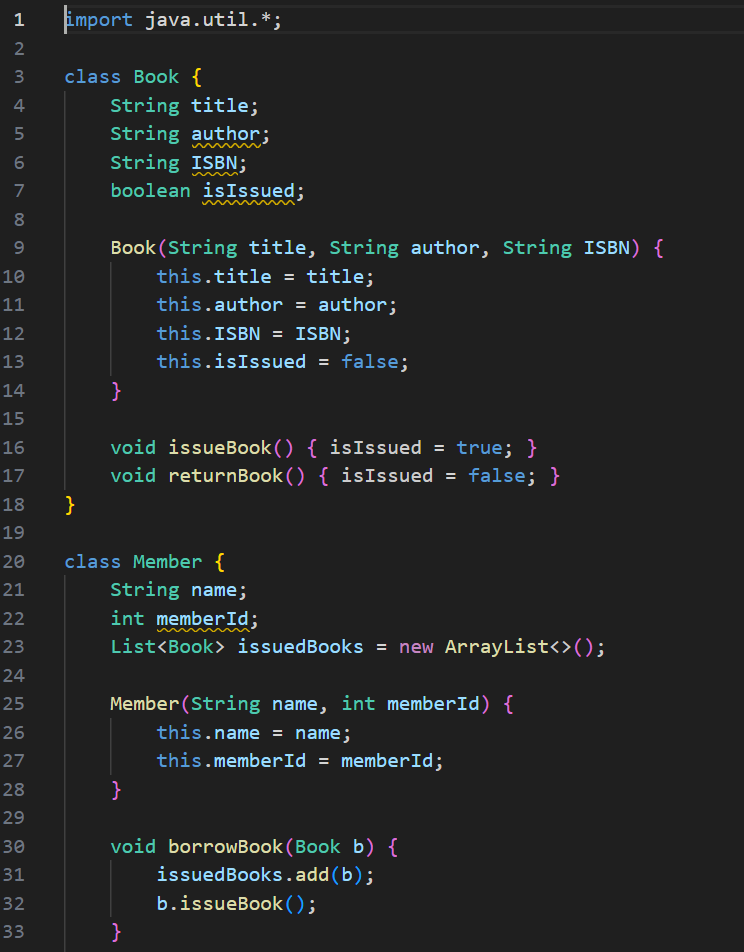 1 import java.util.*;
2
3 class Book {
4     String title;
5     String author;
6     String ISBN;
7     boolean isIssued;
8
9     Book(String title, String author, String ISBN) {
10         this.title = title;
11         this.author = author;
12         this.ISBN = ISBN;
13         this.isIssued = false;
14     }
15
16     void issueBook() { isIssued = true; }
17     void returnBook() { isIssued = false; }
18 }
19
20 class Member {
21     String name;
22     int memberId;
23     List<Book> issuedBooks = new ArrayList<>();
24
25     Member(String name, int memberId) {
26         this.name = name;
27         this.memberId = memberId;
28     }
29
30     void borrowBook(Book b) {
31         issuedBooks.add(b);
32         b.issueBook();
33     }